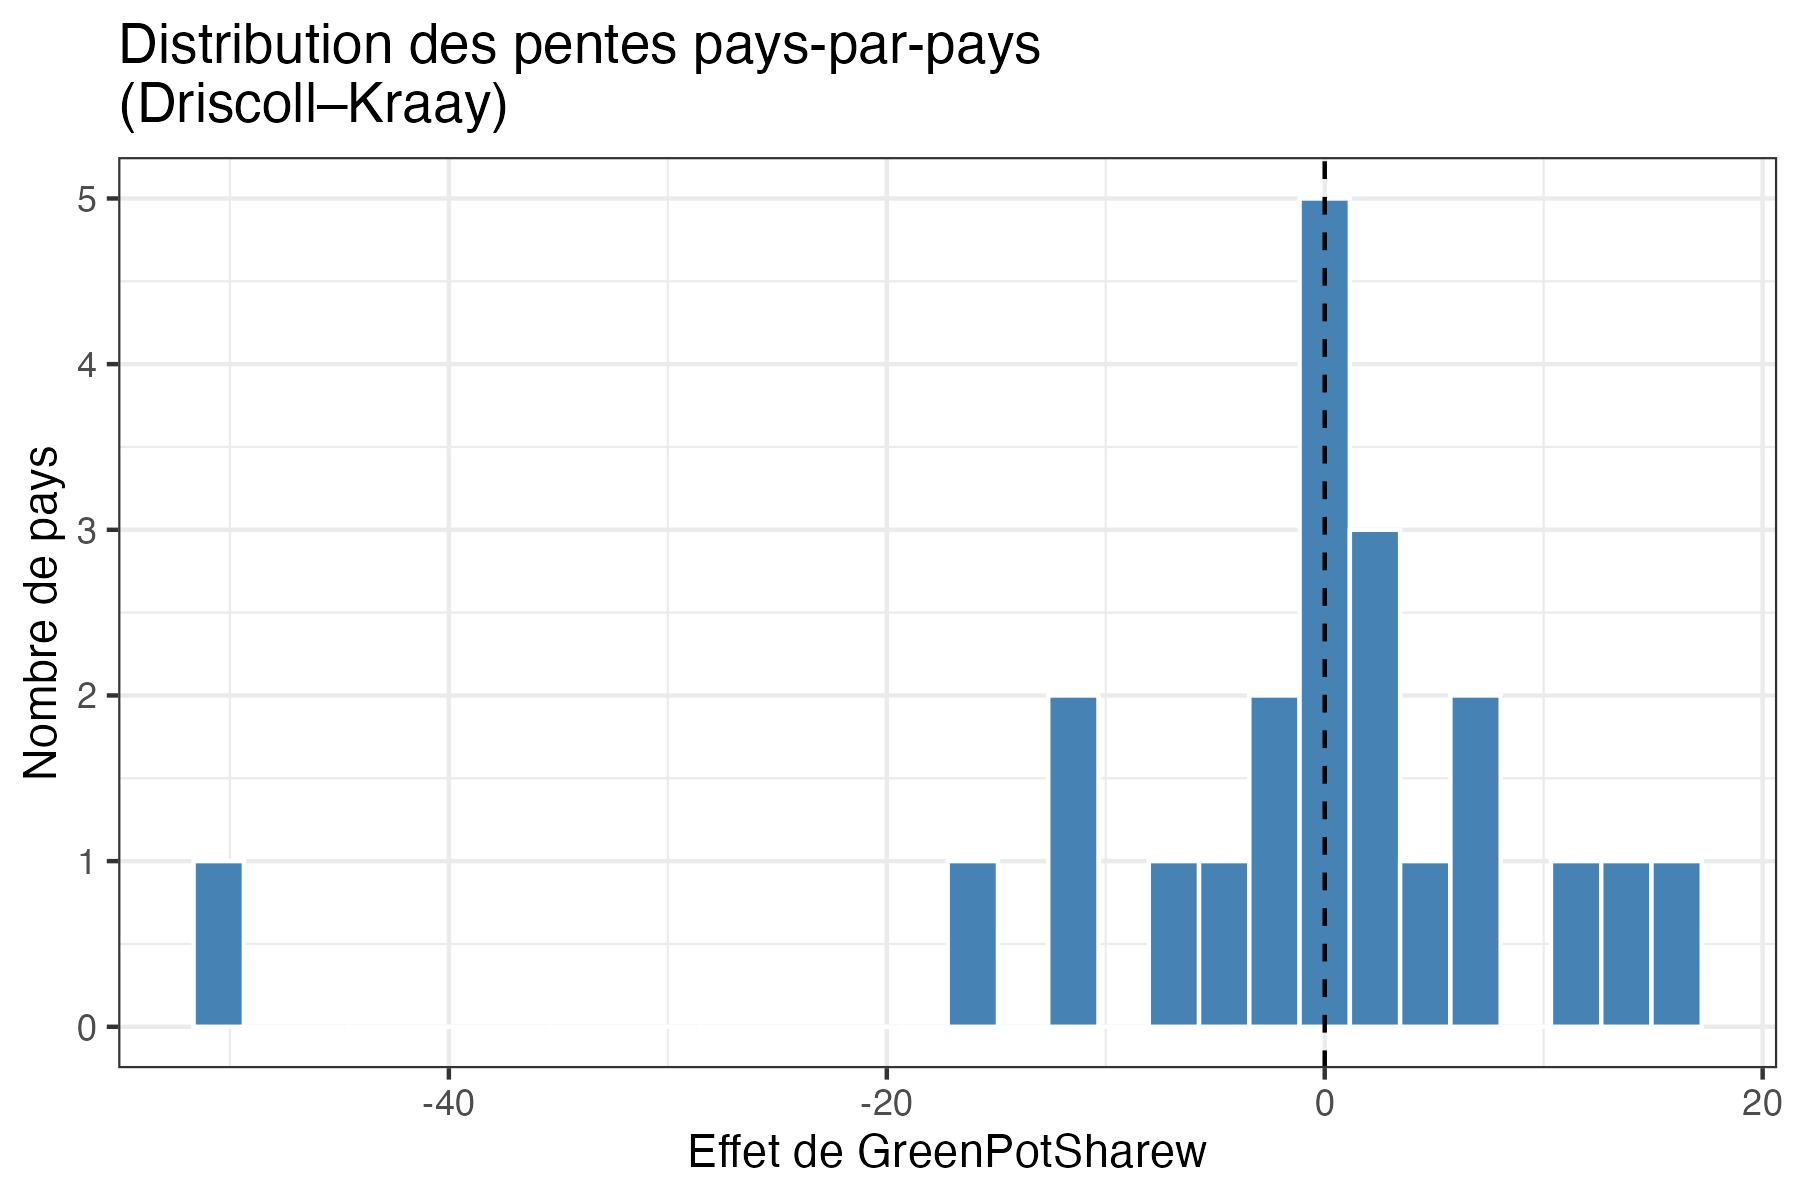 Distribution des pentes pays-par-pays
(Driscoll–Kraay)
Nombre de pays
5
4
3
2
1
0
-40
-20
0
20
Effet de GreenPotSharew